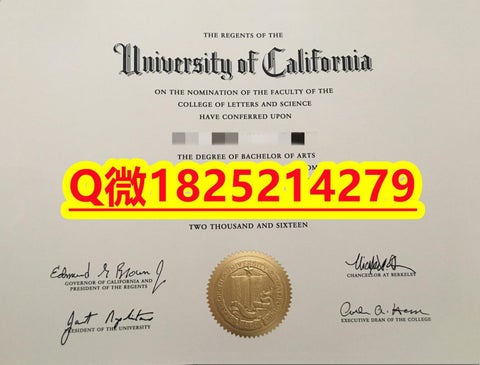 THE REGENTS OF THE
University of California
ON THE NOMINATION OF THE FACULTY OF THE
COLLEGE OF LETTERS AND SCIENCE
HAVE CONFERRED UPON
THE DEGREE OF BACHELOR OF ARTS
Q微1825214279
TWO THOUSAND AND SIXTEEN
Edmund G Brown Jr
GOVERNOR OF CALIFORNIA AND
PRESIDENT OF THE REGENTS
CHANCELLOR AT BERKELEY
PRESIDENT OF THE UNIVERSITY
EXECUTIVE DEAN OF THE COLLEGE